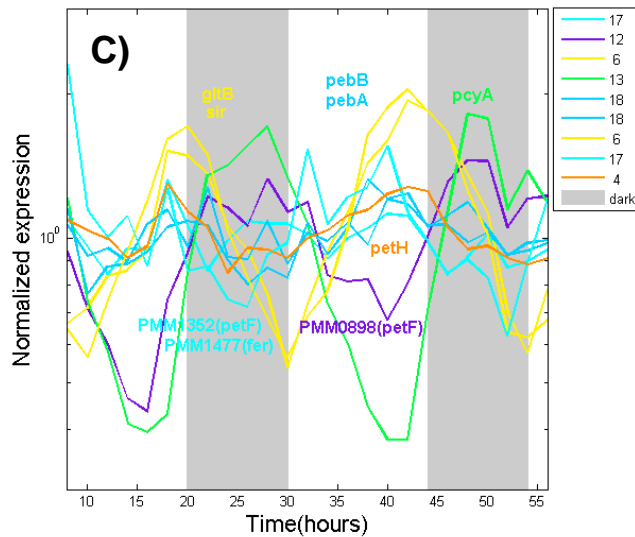 C)
gltB
sir
pebB
pebA
pcyA
petH
PMM1352(petF)
PMM1477(fer)
PMM0898(petF)
Normalized expression
10^0
10 15 20 25 30 35 40 45 50 55
Time(hours)
17
12
6
13
18
18
6
17
4
dark